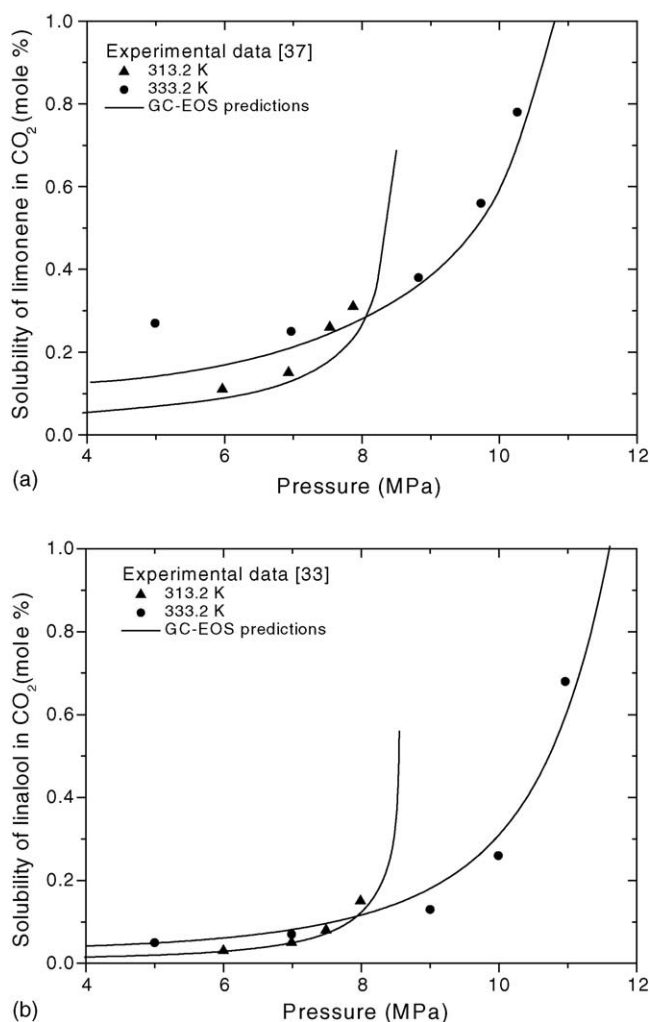 1.0
0.8
0.6
0.4
0.2
0.0
Solubility of limonene in CO₂(mole %)
Experimental data [37]
▲ 313.2 K
● 333.2 K
GC-EOS predictions
4 6 8 10 12
Pressure (MPa)
(a)
1.0
0.8
0.6
0.4
0.2
0.0
Solubility of linalool in CO₂(mole %)
Experimental data [33]
▲ 313.2 K
● 333.2 K
GC-EOS predictions
4 6 8 10 12
Pressure (MPa)
(b)